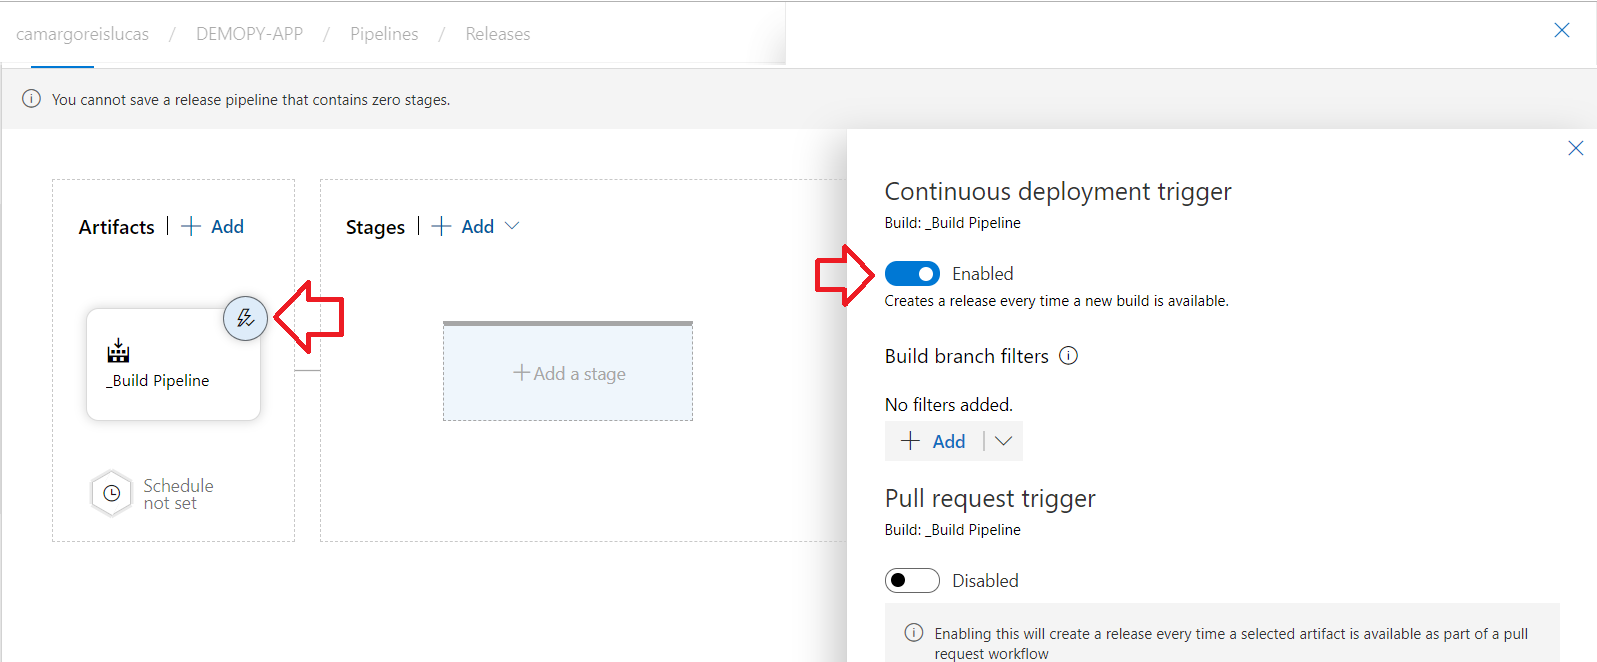 camargoreislucas / DEMOPY-APP / Pipelines / Releases
You cannot save a release pipeline that contains zero stages.
Artifacts | + Add
_Build Pipeline
Schedule
not set
Stages | + Add
+ Add a stage
Continuous deployment trigger
Build: _Build Pipeline
Enabled
Creates a release every time a new build is available.
Build branch filters
No filters added.
+ Add
Pull request trigger
Build: _Build Pipeline
Disabled
Enabling this will create a release every time a selected artifact is available as part of a pull
request workflow